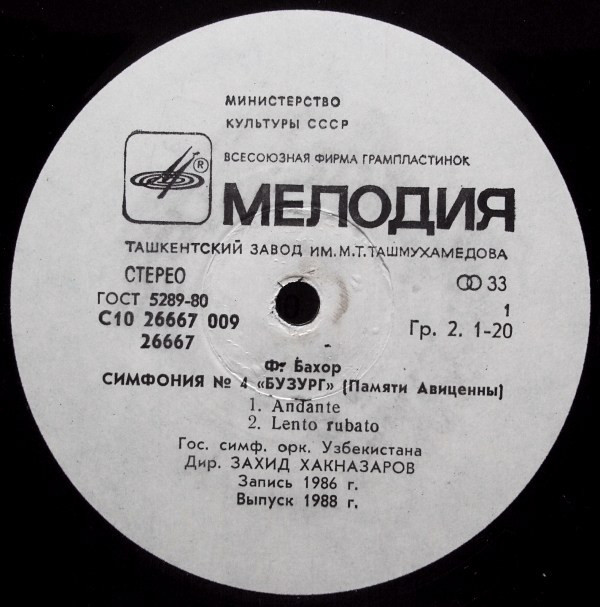 МИНИСТЕРСТВО
КУЛЬТУРЫ СССР
ВСЕСОЮЗНАЯ ФИРМА ГРАМПЛАСТИНОК
®
МЕЛОДИЯ
ТАШКЕНТСКИЙ ЗАВОД ИМ. М. Т. ТАШМУХАМЕДОВА
СТЕРЕО
33
ГОСТ 5289-80
1
С10 26667 009
Гр. 2. 1-20
26667
Ф. Бахор
СИМФОНИЯ № 4 «БУЗУРГ» (Памяти Авиценны)
1. Andante
2. Lento rubato
Гос. симф. орк. Узбекистана
Дир. ЗАХИД ХАКНАЗАРОВ
Запись 1986 г.
Выпуск 1988 г.